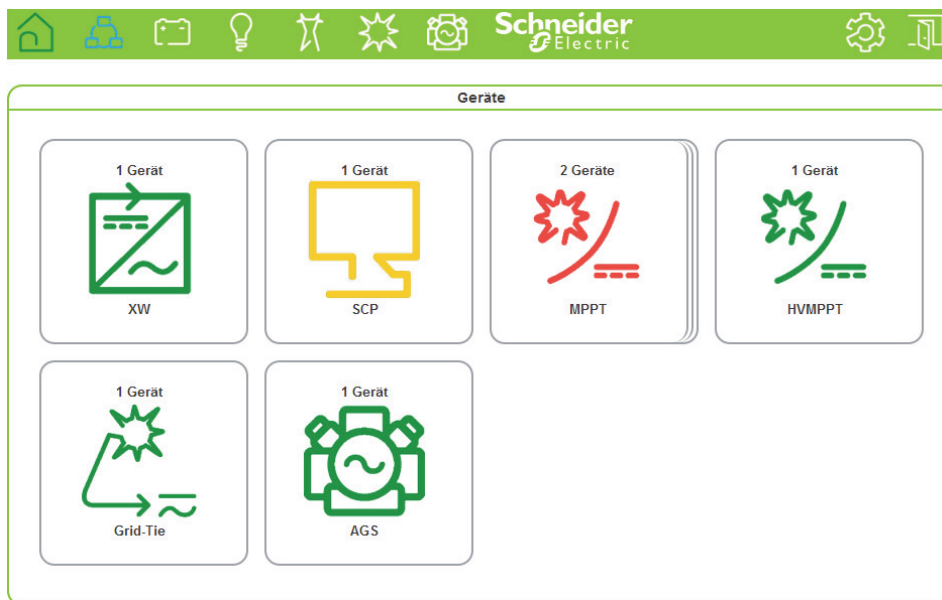 Schneider
Electric
Geräte
1 Gerät
XW
1 Gerät
SCP
2 Geräte
MPPT
1 Gerät
HVMPPT
1 Gerät
Grid-Tie
1 Gerät
AGS